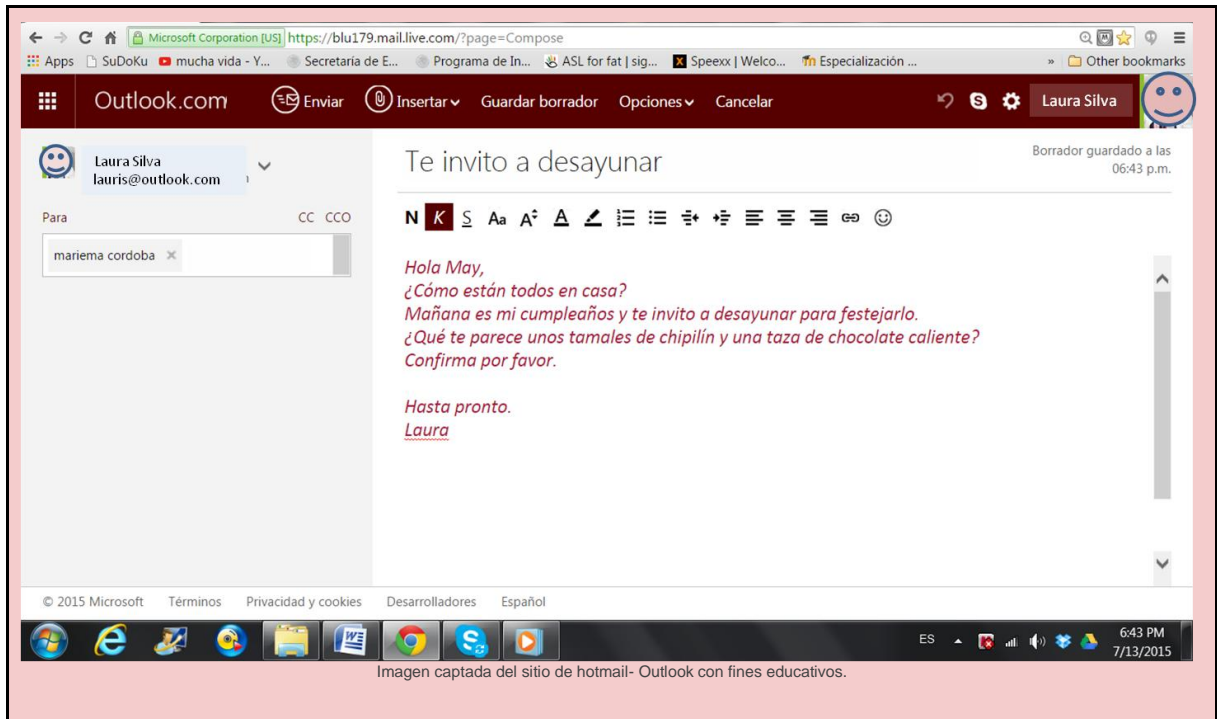 Microsoft Corporation [US] https://blu179.mail.live.com/?page=Compose
Apps SuDoKu mucha vida - Y... Secretaría de E... Programa de In... ASL for fat | sig... Speexx | Welco... Especialización ... » Other bookmarks
Outlook.com Enviar Insertar Guardar borrador Opciones Cancelar Laura Silva
Laura Silva
lauris@outlook.com
Te invito a desayunar
Borrador guardado a las
06:43 p.m.
Para CC CCO
mariema cordoba
N K S Aa A A
Hola May,
¿Cómo están todos en casa?
Mañana es mi cumpleaños y te invito a desayunar para festejarlo.
¿Qué te parece unos tamales de chipilín y una taza de chocolate caliente?
Confirma por favor.
Hasta pronto.
Laura
© 2015 Microsoft Términos Privacidad y cookies Desarrolladores Español
ES 6:43 PM
7/13/2015
Imagen captada del sitio de hotmail- Outlook con fines educativos.